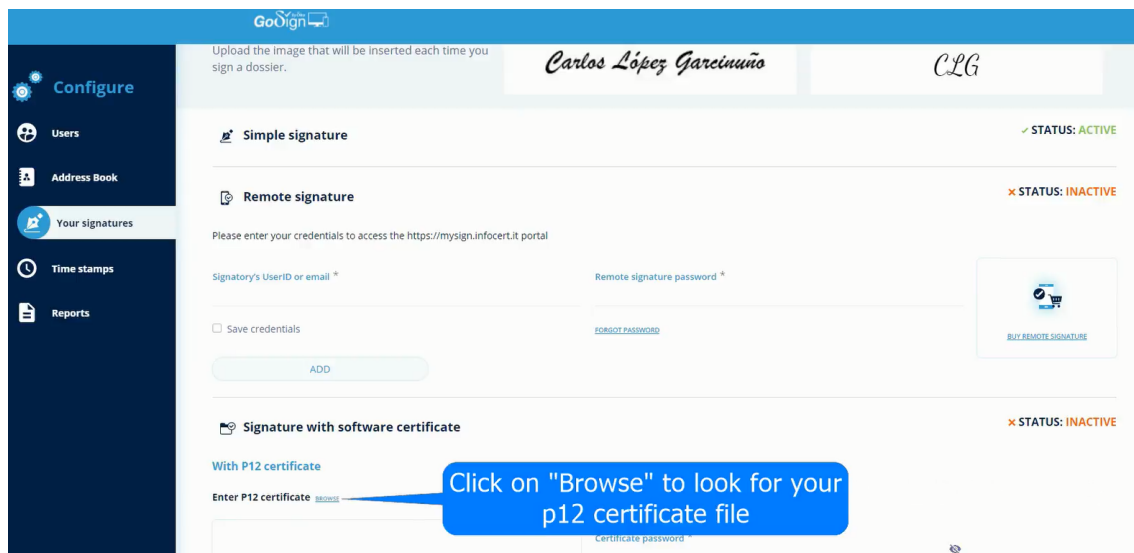 GoSign
Upload the image that will be inserted each time you
sign a dossier.
Carlos López Garcinuño
CLG
Configure
Users
Address Book
Your signatures
Time stamps
Reports
Simple signature
✓ STATUS: ACTIVE
Remote signature
× STATUS: INACTIVE
Please enter your credentials to access the https://mysign.infocert.it portal
Signatory's UserID or email *
Remote signature password *
Save credentials
FORGOT PASSWORD
BUY REMOTE SIGNATURE
ADD
Signature with software certificate
× STATUS: INACTIVE
With P12 certificate
Enter P12 certificate BROWSE
Click on "Browse" to look for your
p12 certificate file
Certificate password *